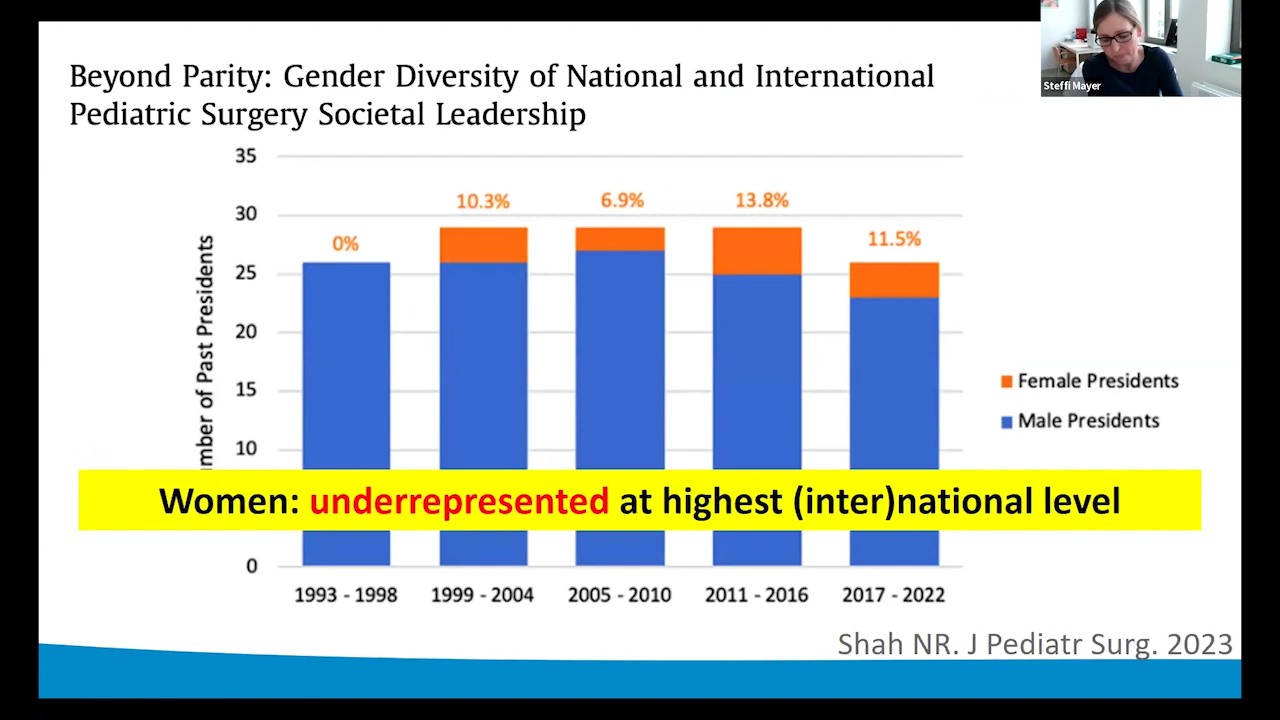 Steffi Mayer
Beyond Parity: Gender Diversity of National and International
Pediatric Surgery Societal Leadership
35
30
25
20
15
10
0
mber of Past Presidents
0%
10.3%
6.9%
13.8%
11.5%
Female Presidents
Male Presidents
Women: underrepresented at highest (inter)national level
1993 - 1998
1999 - 2004
2005 - 2010
2011 - 2016
2017 - 2022
Shah NR. J Pediatr Surg. 2023